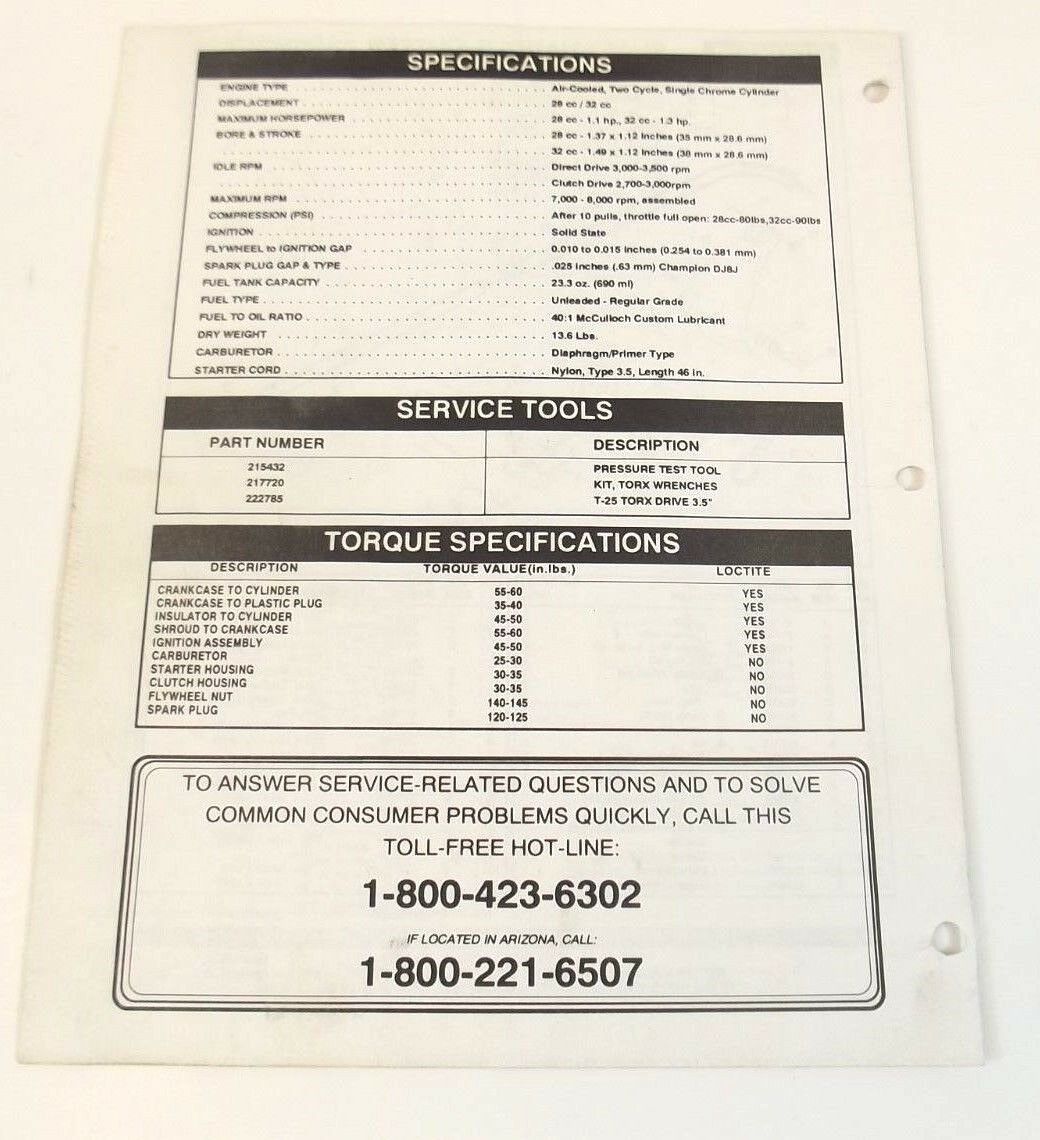 SPECIFICATIONS
ENGINE TYPE . . . . . . . . . . . . . . . . . . . . . . . . . . . . Air-Cooled, Two Cycle, Single Chrome Cylinder
DISPLACEMENT . . . . . . . . . . . . . . . . . . . . . . . . . . . 28 cc / 32 cc
MAXIMUM HORSEPOWER . . . . . . . . . . . . . . . . . . . . . . 28 cc - 1.1 hp., 32 cc - 1.3 hp.
BORE & STROKE . . . . . . . . . . . . . . . . . . . . . . . . . . 28 cc - 1.37 x 1.12 Inches (35 mm x 28.6 mm)
. . . . . . . . . . . . . . . . . . . . . . . . . . . . . . . . . . . . 32 cc - 1.49 x 1.12 Inches (38 mm x 28.6 mm)
IDLE RPM . . . . . . . . . . . . . . . . . . . . . . . . . . . . . . Direct Drive 3,000-3,500 rpm
. . . . . . . . . . . . . . . . . . . . . . . . . . . . . . . . . . . . Clutch Drive 2,700-3,000rpm
MAXIMUM RPM . . . . . . . . . . . . . . . . . . . . . . . . . . . 7,000 - 8,000 rpm, assembled
COMPRESSION (PSI) . . . . . . . . . . . . . . . . . . . . . . . . After 10 pulls, throttle full open: 28cc-80lbs,32cc-90lbs
IGNITION . . . . . . . . . . . . . . . . . . . . . . . . . . . . . . Solid State
FLYWHEEL to IGNITION GAP . . . . . . . . . . . . . . . . . . . . 0.010 to 0.015 inches (0.254 to 0.381 mm)
SPARK PLUG GAP & TYPE . . . . . . . . . . . . . . . . . . . . . . .025 inches (.63 mm) Champion DJ8J
FUEL TANK CAPACITY . . . . . . . . . . . . . . . . . . . . . . . . 23.3 oz. (690 ml)
FUEL TYPE . . . . . . . . . . . . . . . . . . . . . . . . . . . . . . Unleaded - Regular Grade
FUEL TO OIL RATIO . . . . . . . . . . . . . . . . . . . . . . . . . 40:1 McCulloch Custom Lubricant
DRY WEIGHT . . . . . . . . . . . . . . . . . . . . . . . . . . . . . 13.6 Lbs.
CARBURETOR . . . . . . . . . . . . . . . . . . . . . . . . . . . . . Diaphragm/Primer Type
STARTER CORD . . . . . . . . . . . . . . . . . . . . . . . . . . . . Nylon, Type 3.5, Length 46 in.
SERVICE TOOLS
PART NUMBER DESCRIPTION
215432 PRESSURE TEST TOOL
217720 KIT, TORX WRENCHES
222785 T-25 TORX DRIVE 3.5"
TORQUE SPECIFICATIONS
DESCRIPTION TORQUE VALUE(in.lbs.) LOCTITE
CRANKCASE TO CYLINDER 55-60 YES
CRANKCASE TO PLASTIC PLUG 35-40 YES
INSULATOR TO CYLINDER 45-50 YES
SHROUD TO CRANKCASE 55-60 YES
IGNITION ASSEMBLY 45-50 YES
CARBURETOR 25-30 NO
STARTER HOUSING 30-35 NO
CLUTCH HOUSING 30-35 NO
FLYWHEEL NUT 140-145 NO
SPARK PLUG 120-125 NO
TO ANSWER SERVICE-RELATED QUESTIONS AND TO SOLVE
COMMON CONSUMER PROBLEMS QUICKLY, CALL THIS
TOLL-FREE HOT-LINE:
1-800-423-6302
IF LOCATED IN ARIZONA, CALL:
1-800-221-6507